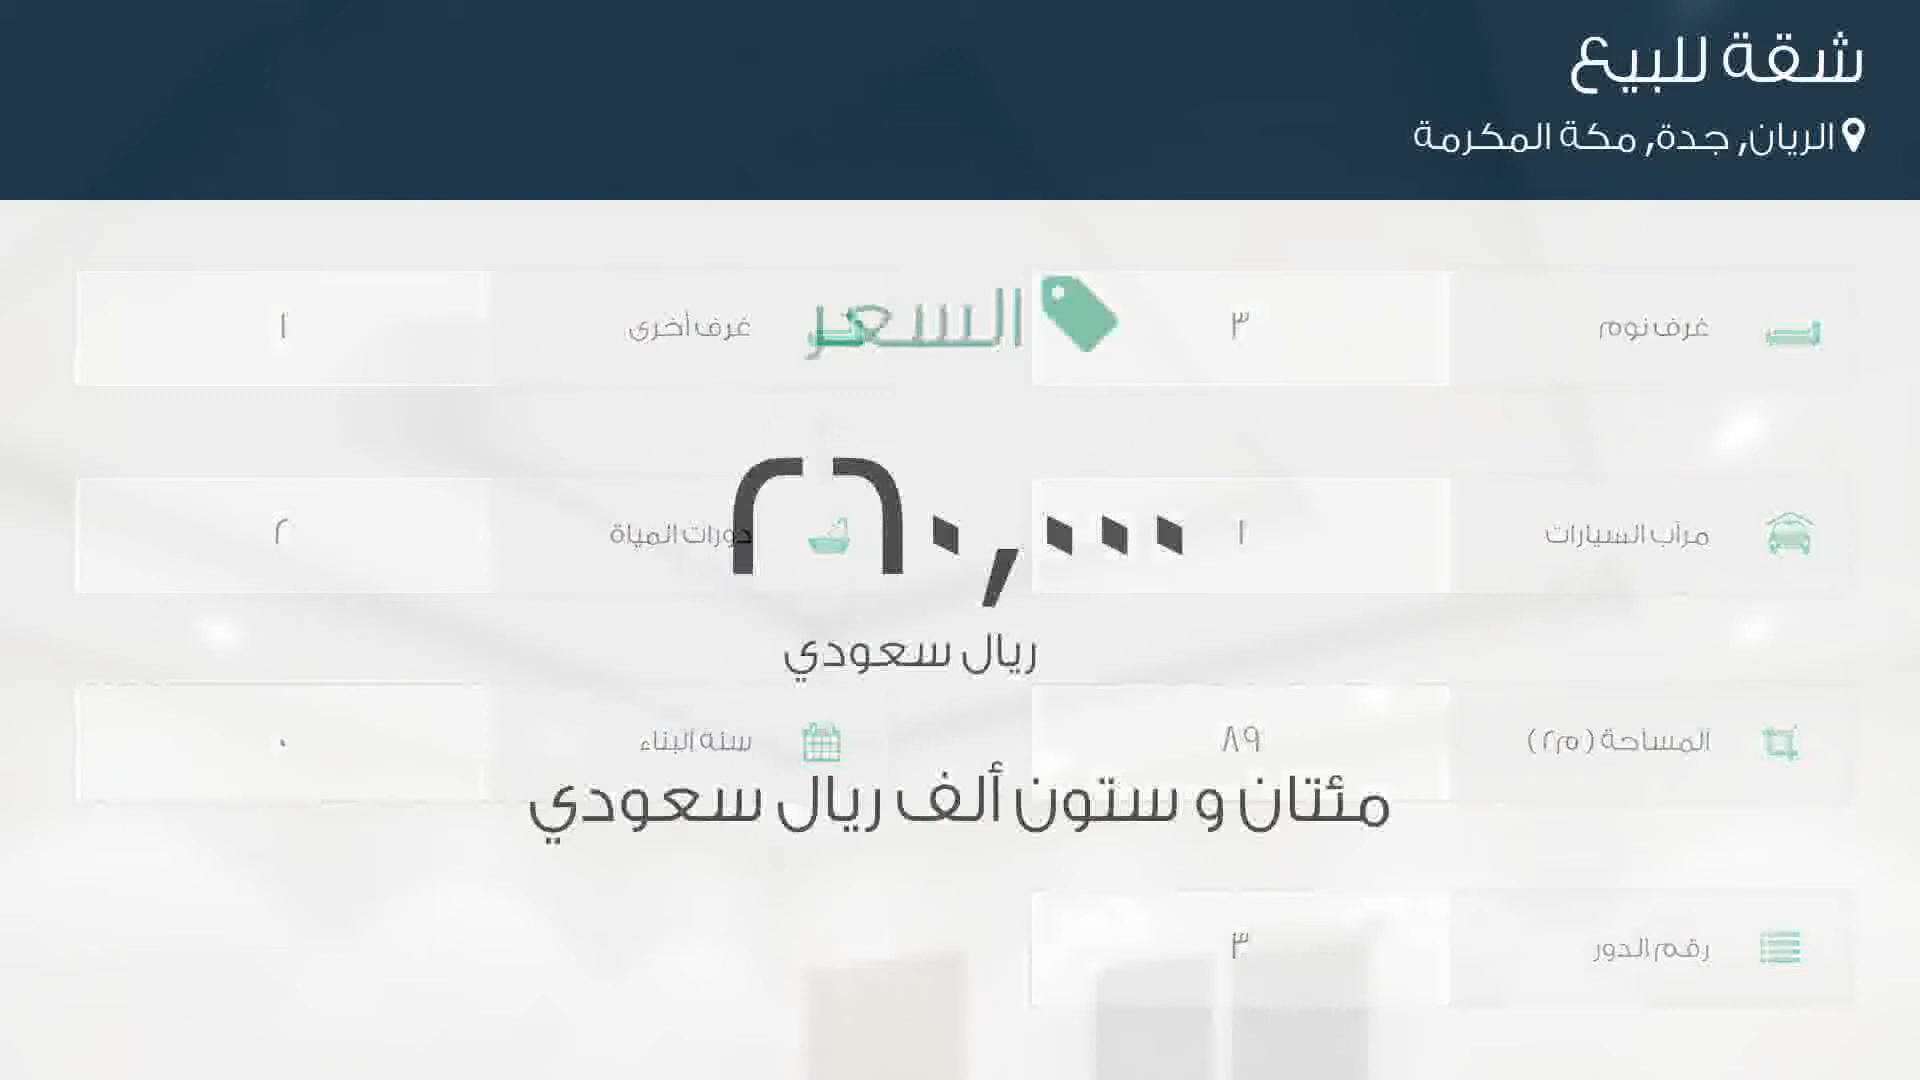 شقة للبيع
الريان, جدة, مكة المكرمة
السعر
غرف نوم ٣
غرف أخرى ١
٢٦٠,٠٠٠
ريال سعودي
مرآب السيارات ١
دورات المياة ٢
المساحة (م٢) ٨٩
سنة البناء ٠
مئتان و ستون ألف ريال سعودي
رقم الدور ٣